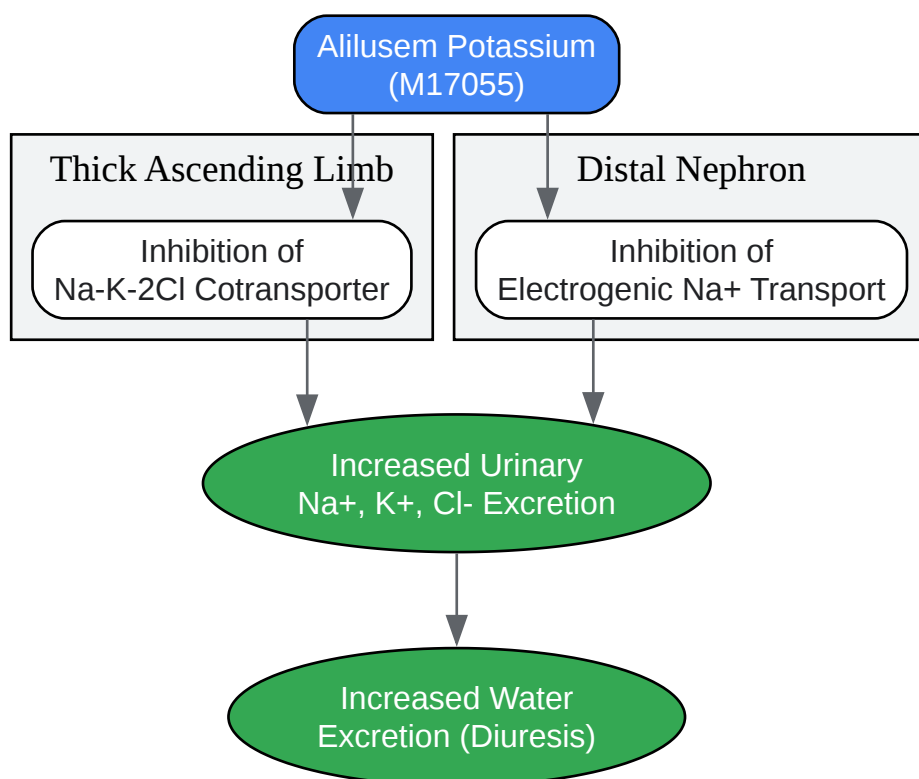 Alilusem Potassium
(M17055)
Thick Ascending Limb
Distal Nephron
Inhibition of
Na-K-2Cl Cotransporter
Inhibition of
Electrogenic Na+ Transport
Increased Urinary
Na+, K+, Cl- Excretion
Increased Water
Excretion (Diuresis)